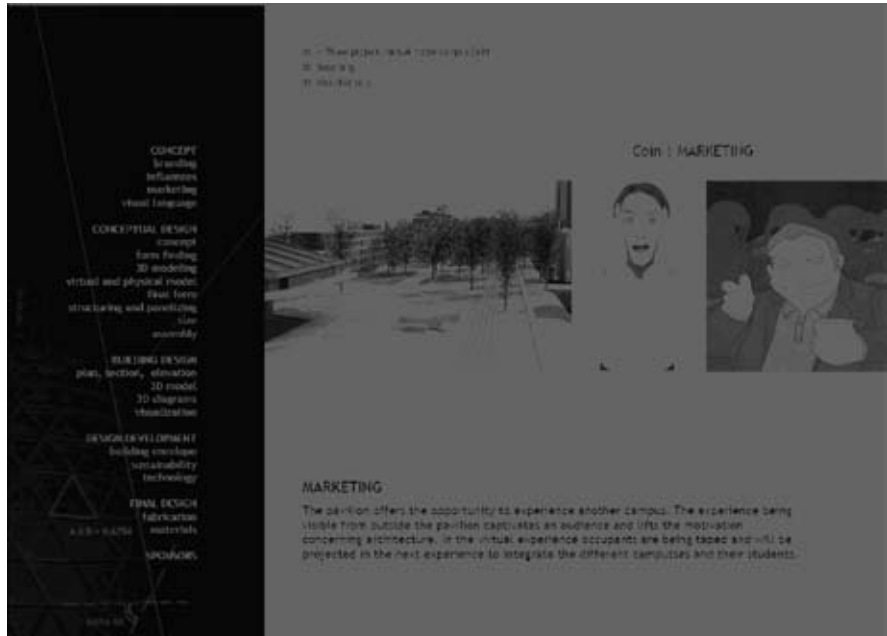 CONCEPT
branding
influences
marketing
visual language
CONCEPTUAL DESIGN
concept
form finding
3D modeling
virtual and physical model
final form
structuring and panelizing
size
assembly
BUILDING DESIGN
plan, section, elevation
3D model
3D diagrams
visualization
DESIGN DEVELOPMENT
building envelope
sustainability
technology
FINAL DESIGN
fabrication
materials
SPONSORS
Coin | MARKETING
MARKETING
The pavilion offers the opportunity to experience another campus. The experience being
visible from outside the pavilion captivates an audience and lifts the motivation
concerning architecture. In the virtual experience occupants are being taped and will be
projected in the next experience to integrate the different campusses and their students.